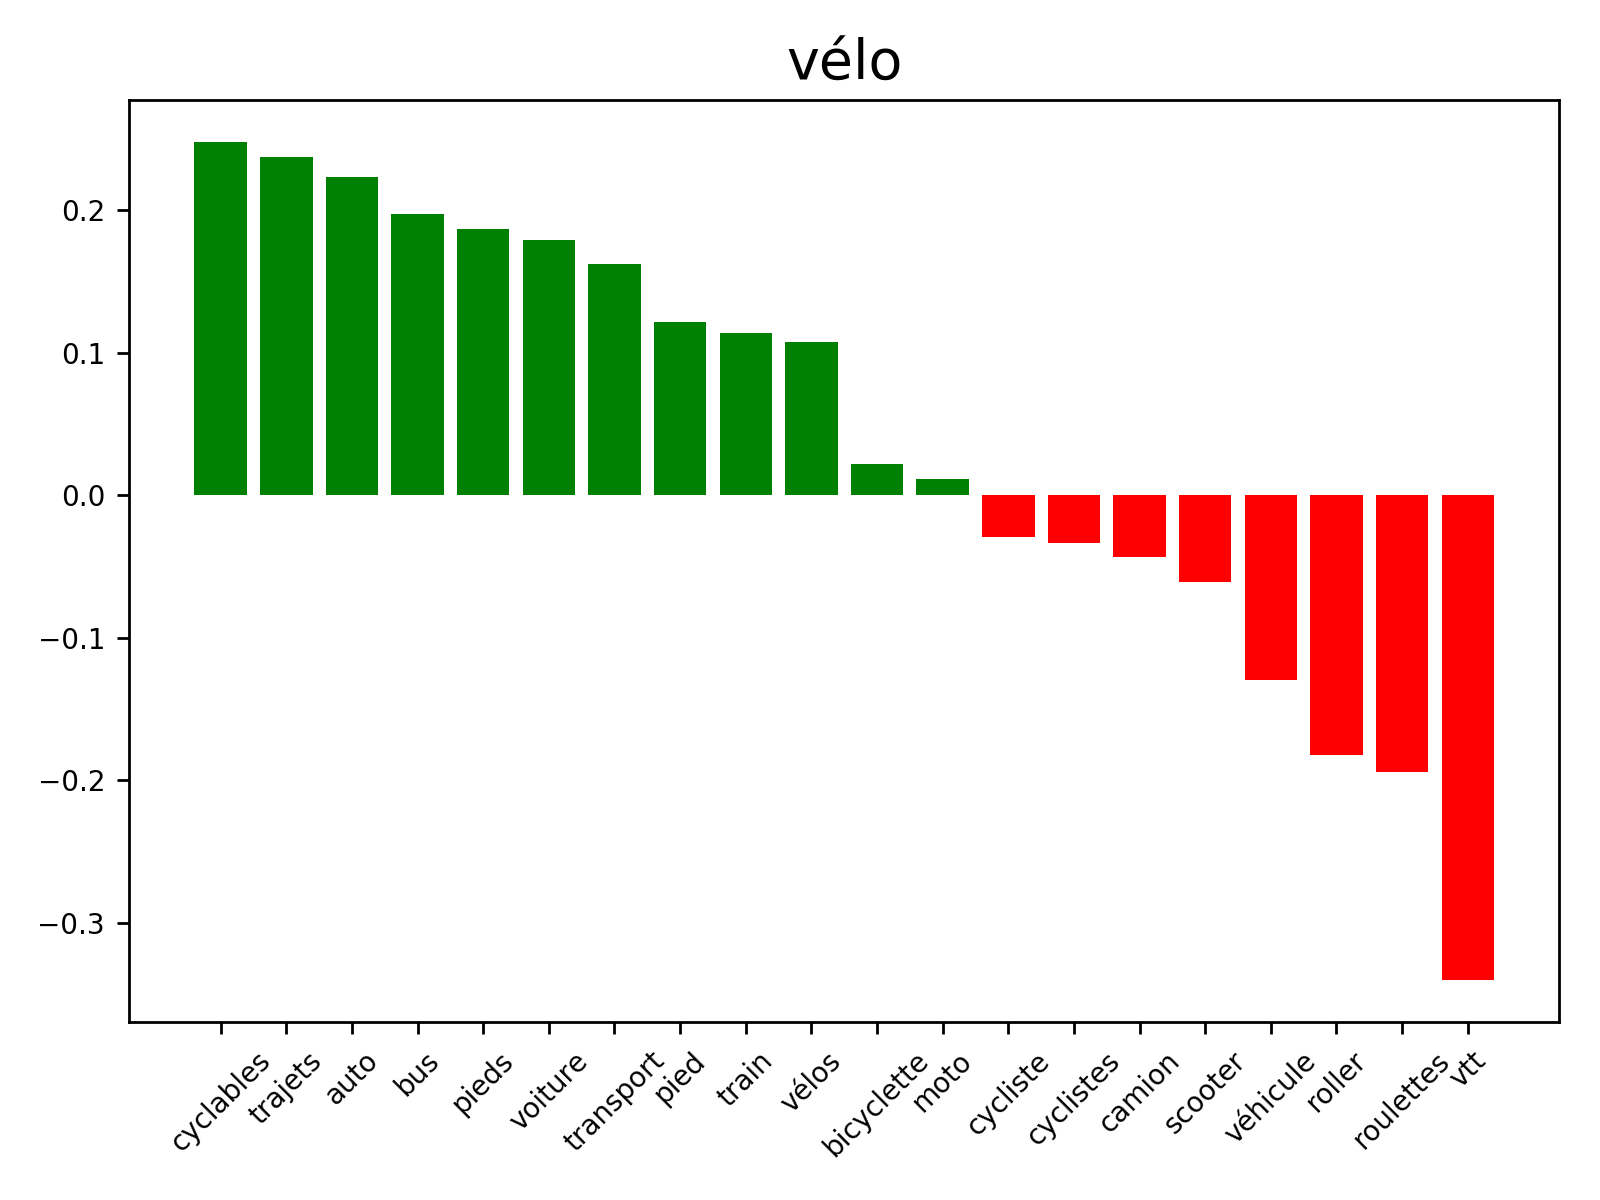 vélo
0.2
0.1
0.0
−0.1
−0.2
−0.3
cyclables
trajets
auto
bus
pieds
voiture
transport
pied
train
vélos
bicyclette
moto
cycliste
cyclistes
camion
scooter
véhicule
roller
roulettes
vtt